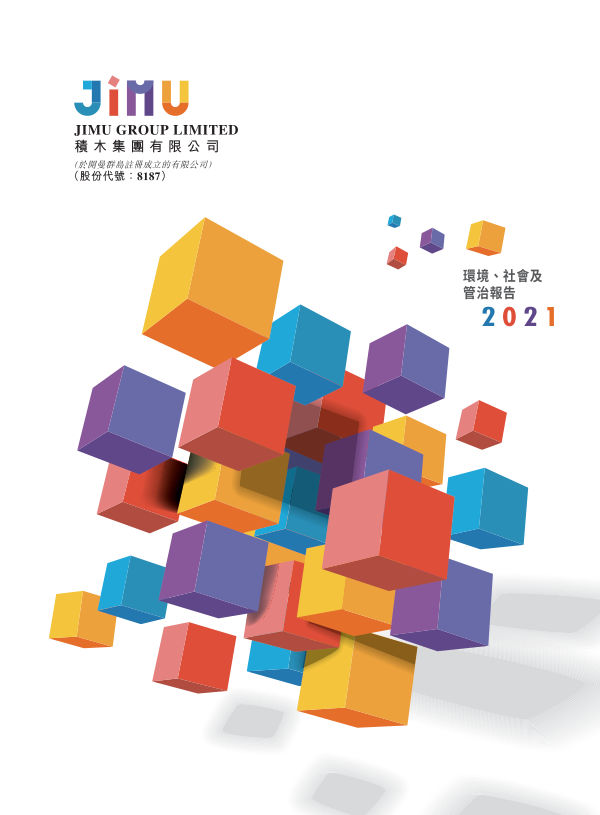 JiMU
JIMU GROUP LIMITED
積木集團有限公司
(於開曼群島註冊成立的有限公司)
(股份代號：8187)
環境、社會及
管治報告
2021